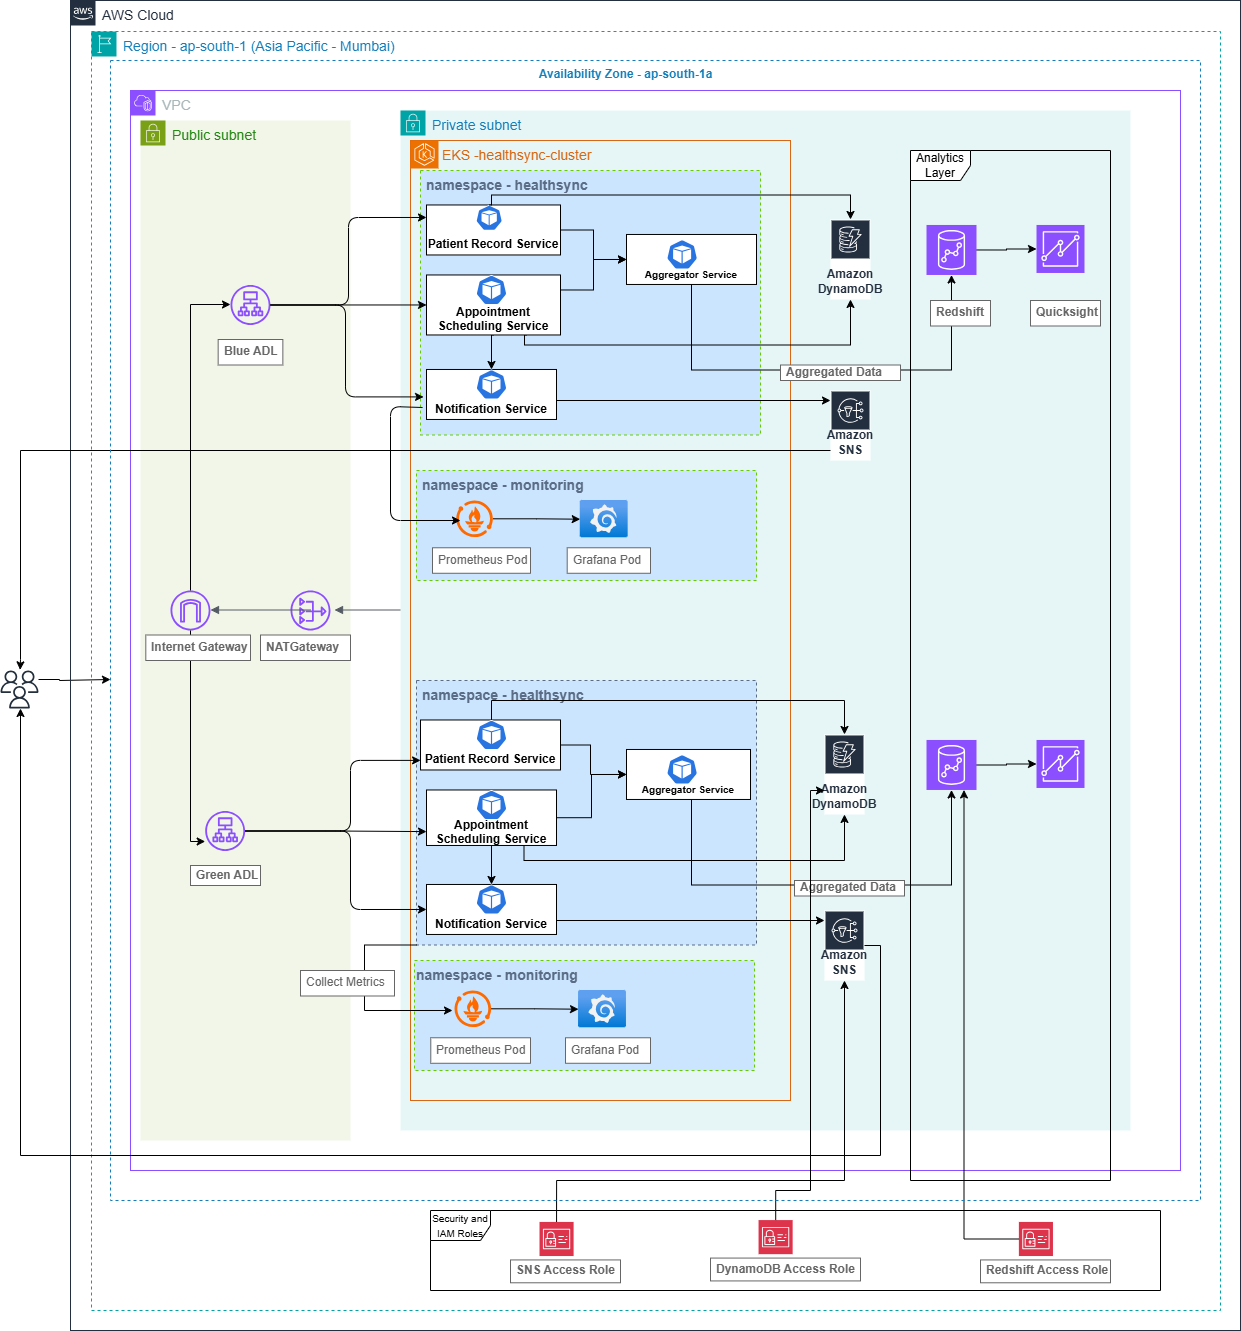 aws
AWS Cloud
Region - ap-south-1 (Asia Pacific - Mumbai)
Availability Zone - ap-south-1a
VPC
Public subnet
Private subnet
EKS -healthsync-cluster
Analytics
Layer
namespace - healthsync
Patient Record Service
Aggregator Service
Amazon
DynamoDB
Appointment
Scheduling Service
Redshift
Quicksight
Blue ADL
Aggregated Data
Notification Service
Amazon
SNS
namespace - monitoring
Prometheus Pod
Grafana Pod
Internet Gateway
NATGateway
namespace - healthsync
Patient Record Service
Aggregator Service
Amazon
DynamoDB
Appointment
Scheduling Service
Green ADL
Aggregated Data
Notification Service
Amazon
SNS
Collect Metrics
namespace - monitoring
Prometheus Pod
Grafana Pod
Security and
IAM Roles
SNS Access Role
DynamoDB Access Role
Redshift Access Role